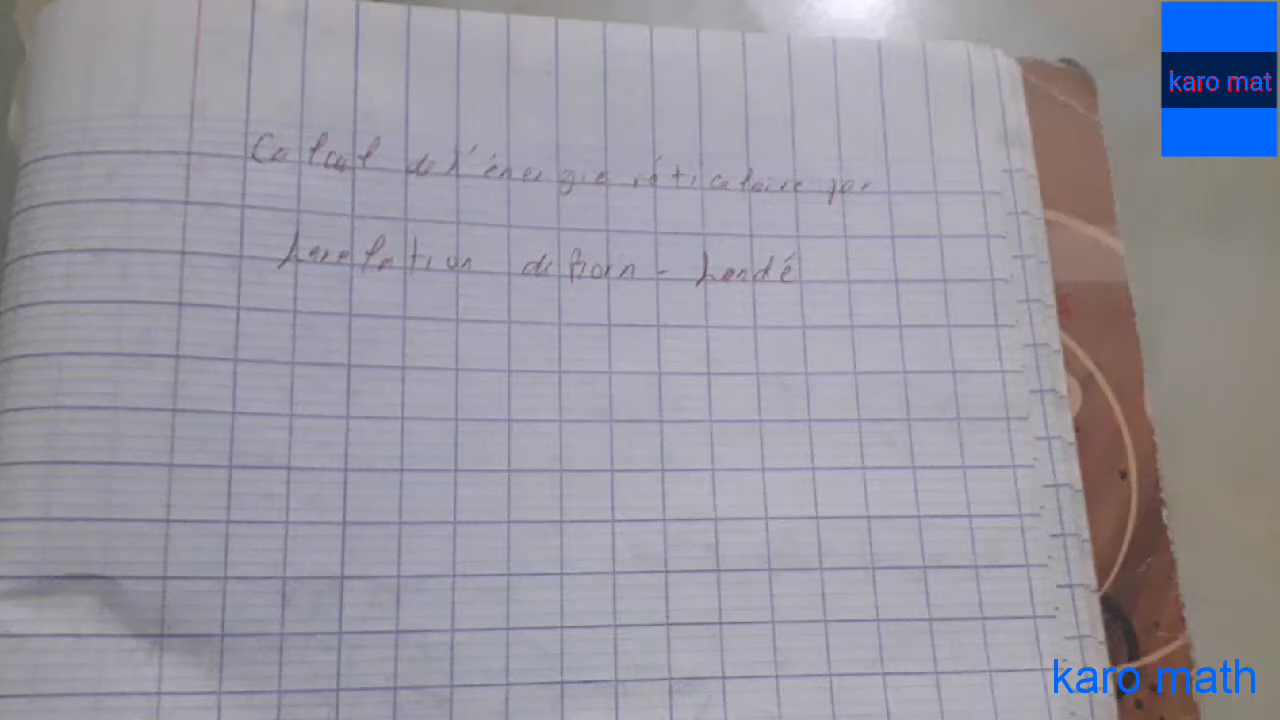 karo mat
Calcul de l'énergie réticulaire par
la relation de born - landé
karo math